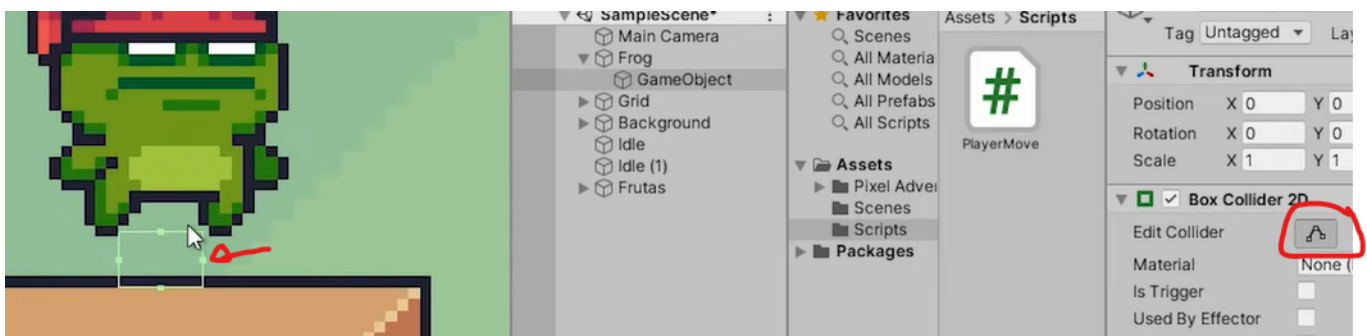 SampleScene*
Main Camera
Frog
GameObject
Grid
Background
Idle
Idle (1)
Frutas
Favorites
Scenes
All Materia
All Models
All Prefabs
All Scripts
Assets
Pixel Adve
Scenes
Scripts
Packages
Assets > Scripts
#
PlayerMove
Tag Untagged Lay
Transform
Position X 0 Y 0
Rotation X 0 Y 0
Scale X 1 Y 1
Box Collider 2D
Edit Collider
Material None (
Is Trigger
Used By Effector